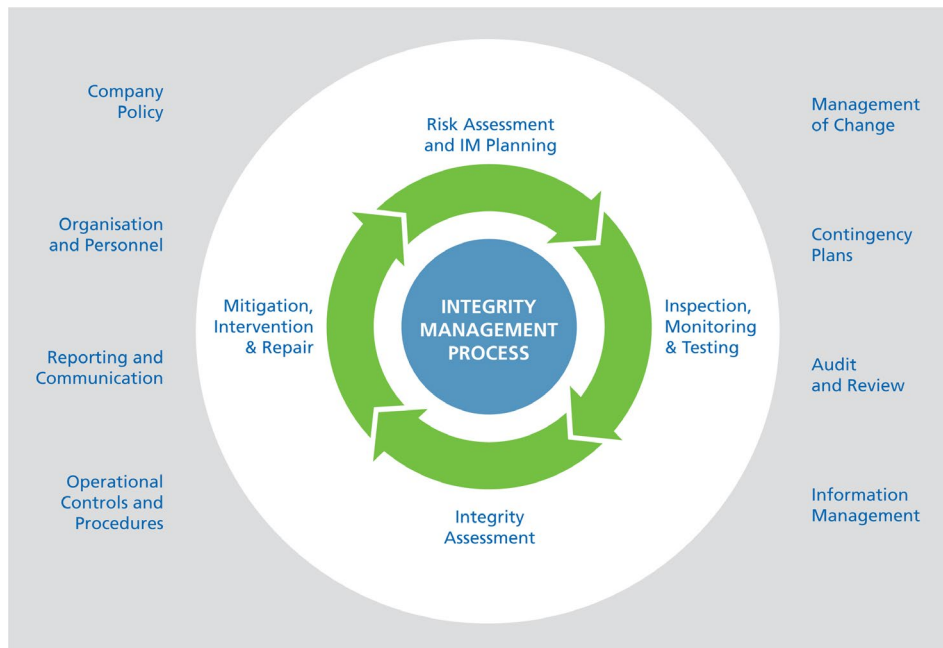 Company
Policy
Organisation
and Personnel
Reporting and
Communication
Operational
Controls and
Procedures
Risk Assessment
and IM Planning
Mitigation,
Intervention
& Repair
INTEGRITY
MANAGEMENT
PROCESS
Inspection,
Monitoring
& Testing
Integrity
Assessment
Management
of Change
Contingency
Plans
Audit
and Review
Information
Management